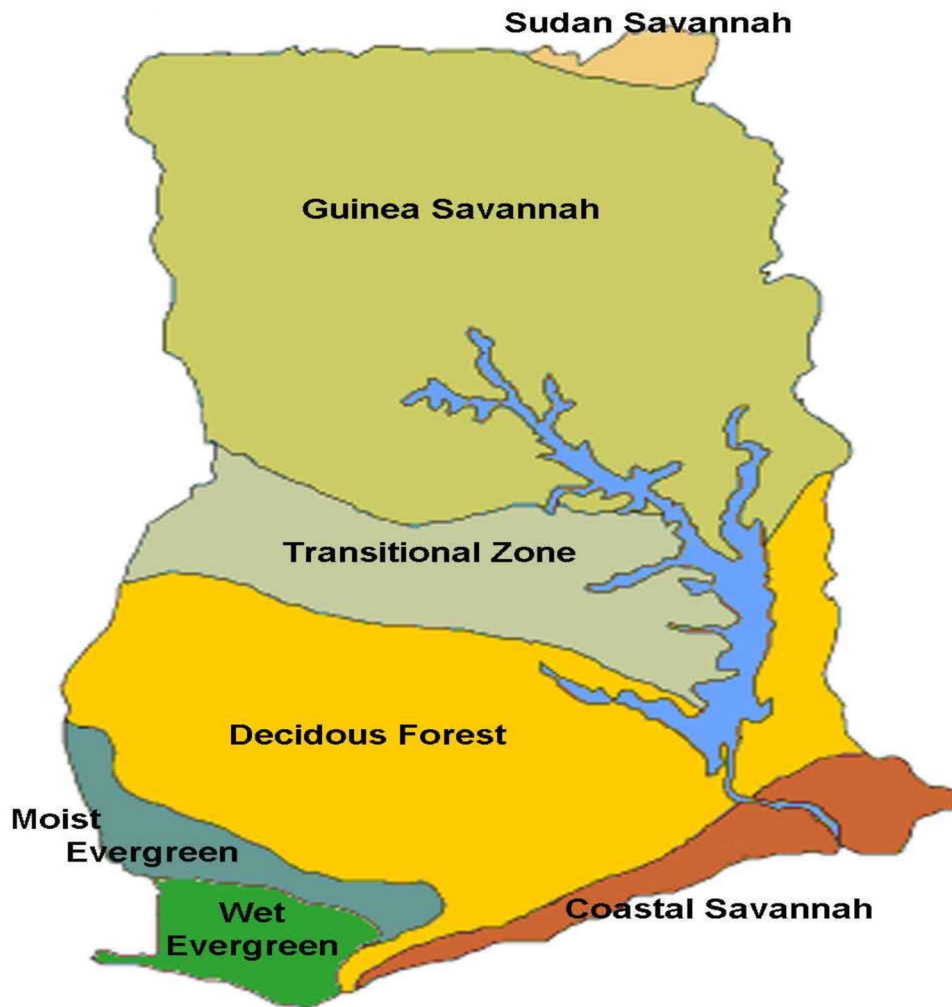 Sudan Savannah
Guinea Savannah
Transitional Zone
Decidous Forest
Moist
Evergreen
Wet
Evergreen
Coastal Savannah